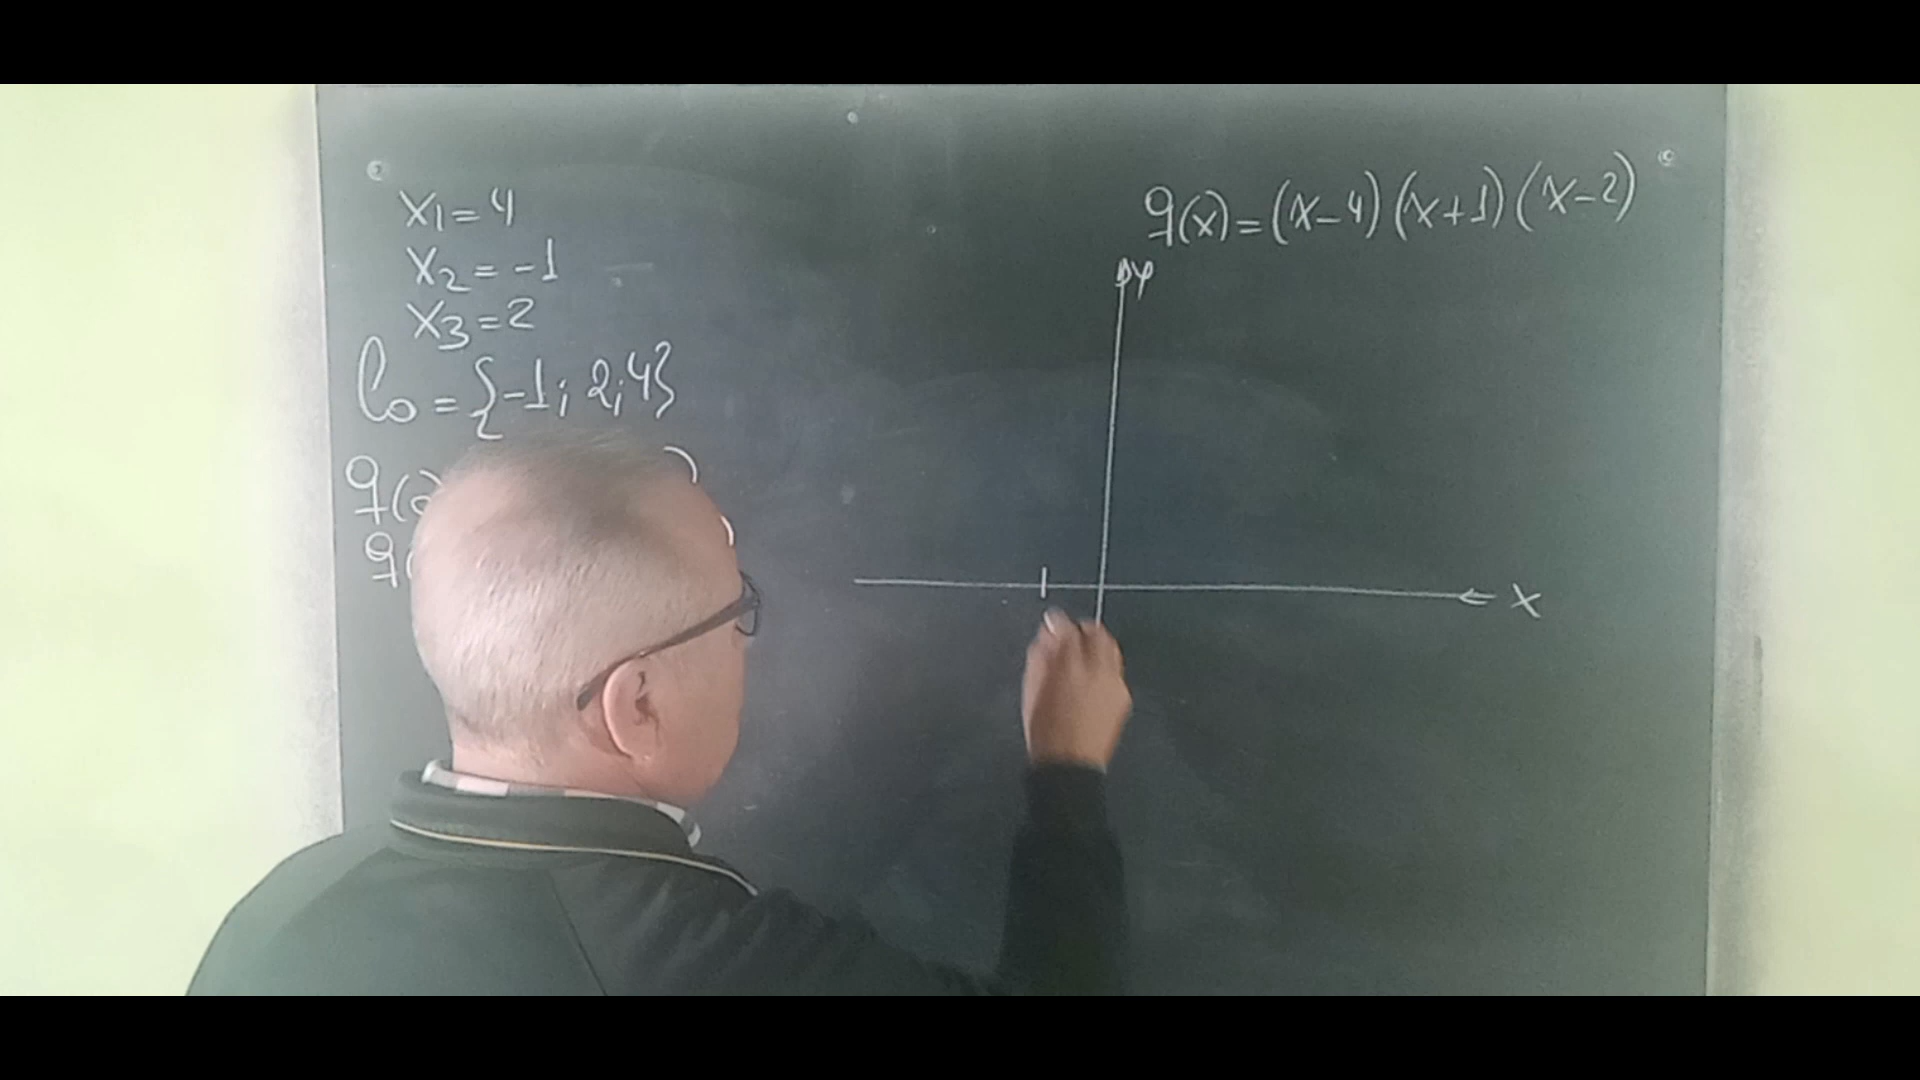 x₁=4
x₂=-1
x₃=2
C₀={-1; 2; 4}
g(x)=(x-4)(x+1)(x-2)
y
x